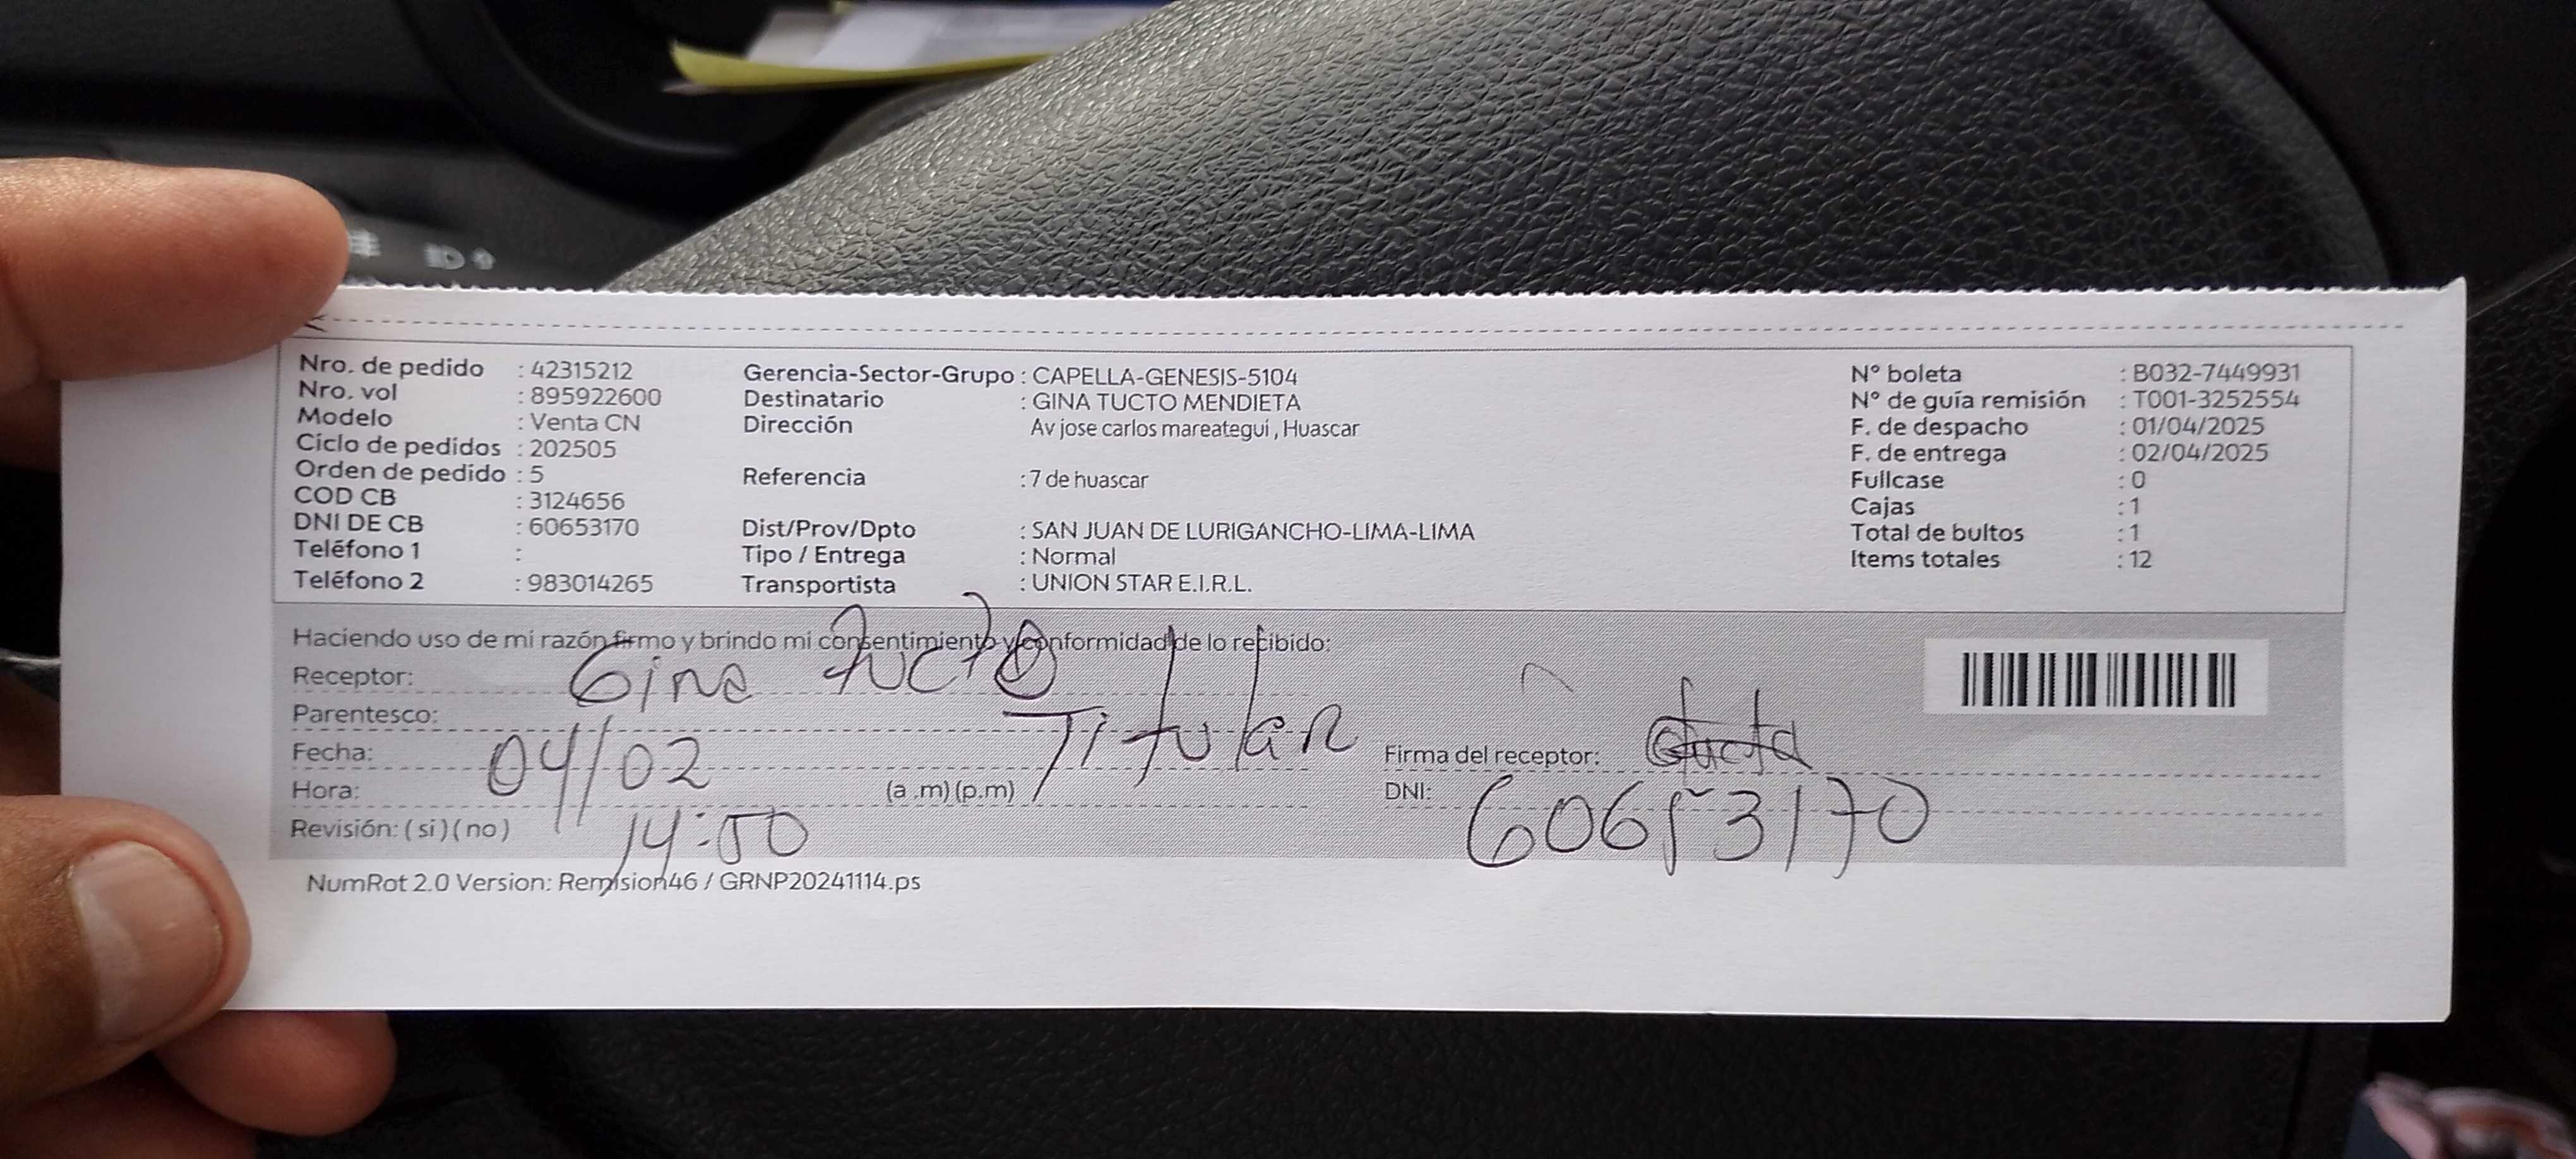 Nro. de pedido : 42315212 Gerencia-Sector-Grupo : CAPELLA-GENESIS-5104 N° boleta : B032-7449931
Nro. vol : 895922600 Destinatario : GINA TUCTO MENDIETA N° de guía remisión : T001-3252554
Modelo : Venta CN Dirección Av jose carlos mareategui , Huascar F. de despacho : 01/04/2025
Ciclo de pedidos : 202505 F. de entrega : 02/04/2025
Orden de pedido : 5 Referencia : 7 de huascar Fullcase : 0
COD CB : 3124656 Cajas : 1
DNI DE CB : 60653170 Dist/Prov/Dpto : SAN JUAN DE LURIGANCHO-LIMA-LIMA Total de bultos : 1
Teléfono 1 : Tipo / Entrega : Normal Items totales : 12
Teléfono 2 : 983014265 Transportista : UNION STAR E.I.R.L.
Haciendo uso de mi razón firmo y brindo mi consentimiento y conformidad de lo recibido:
Receptor: Gina Tucto
Parentesco: Titular
Fecha: 04/02 Firma del receptor:
Hora: 14:50 (a .m) (p.m) DNI: 60653170
Revisión: ( si ) ( no )
NumRot 2.0 Version: Remision46 / GRNP20241114.ps